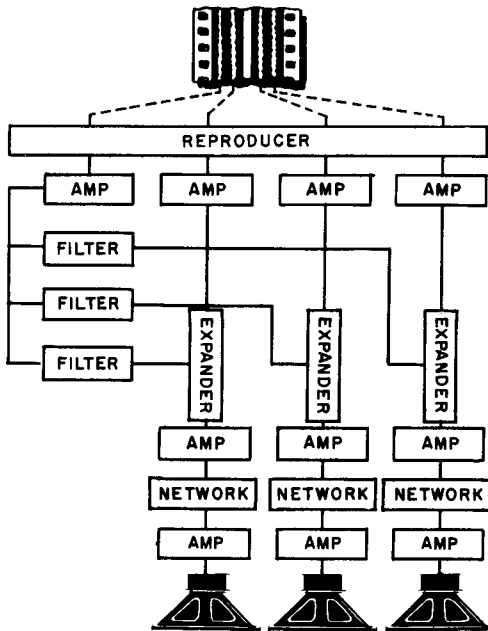 REPRODUCER
AMP AMP AMP AMP
FILTER
FILTER
FILTER
EXPANDER EXPANDER EXPANDER
AMP AMP AMP
NETWORK NETWORK NETWORK
AMP AMP AMP